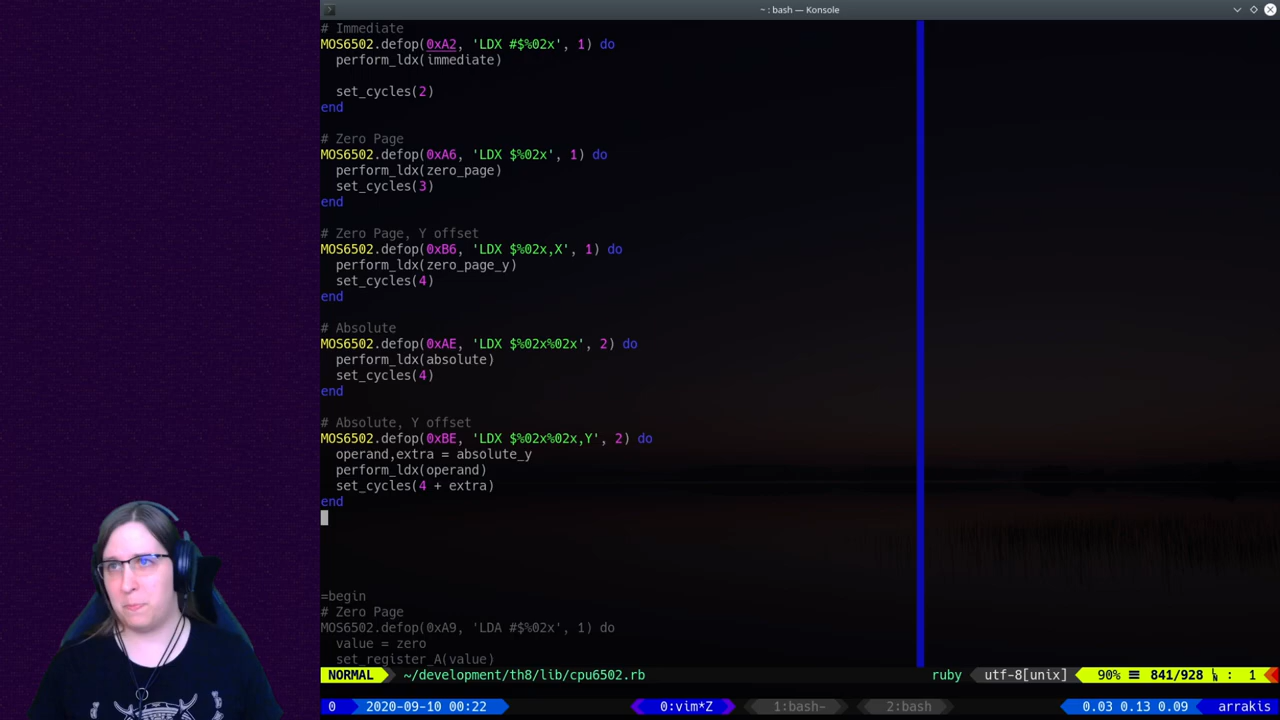 ~ : bash — Konsole
# Immediate
MOS6502.defop(0xA2, 'LDX #$%02x', 1) do
  perform_ldx(immediate)
  set_cycles(2)
end
# Zero Page
MOS6502.defop(0xA6, 'LDX $%02x', 1) do
  perform_ldx(zero_page)
  set_cycles(3)
end
# Zero Page, Y offset
MOS6502.defop(0xB6, 'LDX $%02x,X', 1) do
  perform_ldx(zero_page_y)
  set_cycles(4)
end
# Absolute
MOS6502.defop(0xAE, 'LDX $%02x%02x', 2) do
  perform_ldx(absolute)
  set_cycles(4)
end
# Absolute, Y offset
MOS6502.defop(0xBE, 'LDX $%02x%02x,Y', 2) do
  operand,extra = absolute_y
  perform_ldx(operand)
  set_cycles(4 + extra)
end
=begin
# Zero Page
MOS6502.defop(0xA9, 'LDA #$%02x', 1) do
  value = zero
  set_register_A(value)
NORMAL ~/development/th8/lib/cpu6502.rb ruby utf-8[unix] 90% ☰ 841/928 ㏑ : 1
0 2020-09-10 00:22 0:vim*Z 1:bash- 2:bash 0.03 0.13 0.09 arrakis